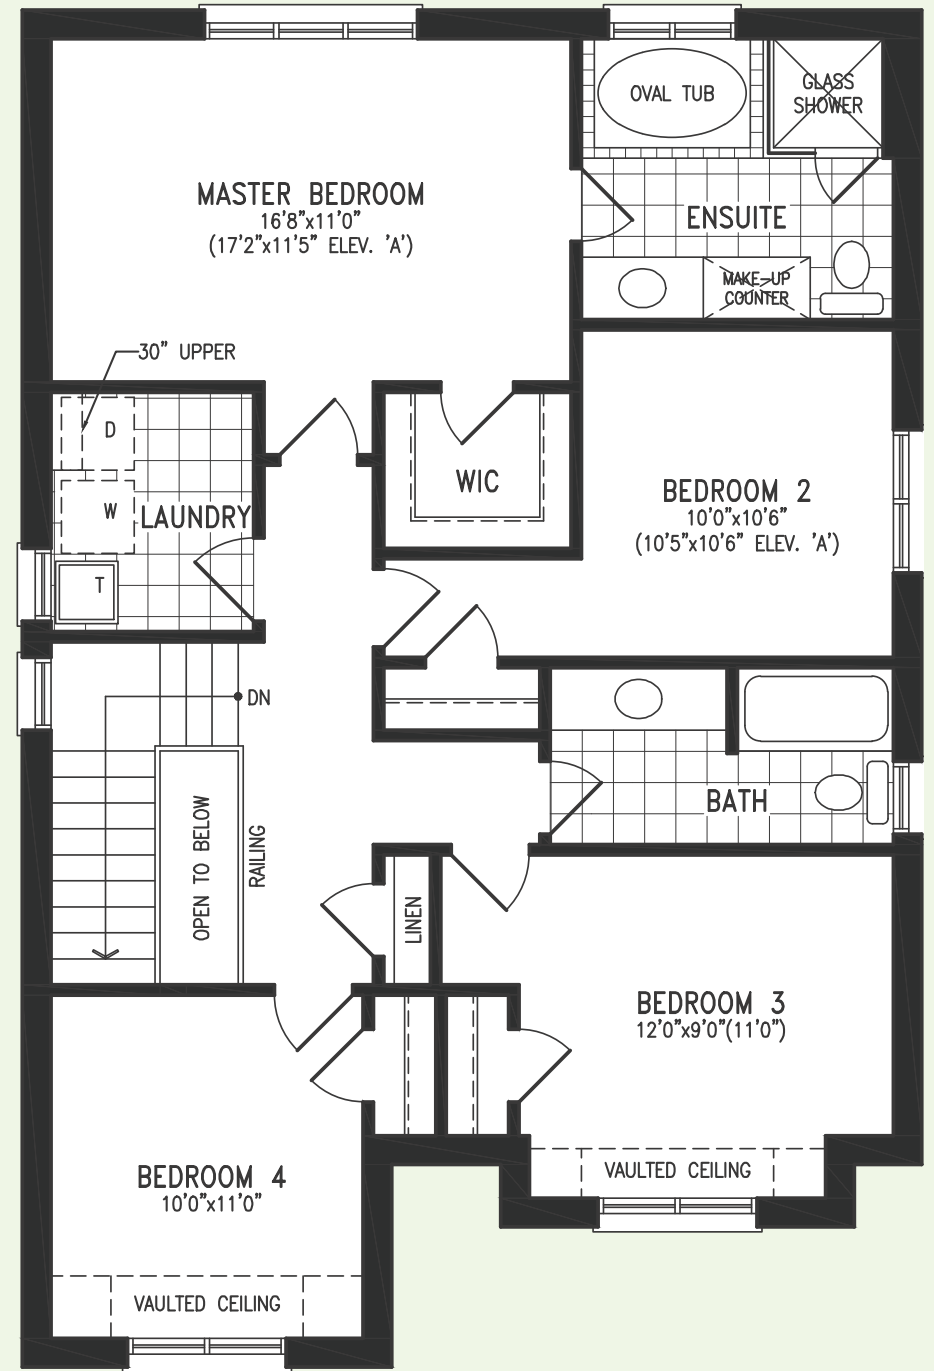 OVAL TUB
GLASS
SHOWER
MASTER BEDROOM
16'8"x11'0"
(17'2"x11'5" ELEV. 'A')
ENSUITE
MAKE-UP
COUNTER
30" UPPER
D
W
LAUNDRY
T
WIC
BEDROOM 2
10'0"x10'6"
(10'5"x10'6" ELEV. 'A')
DN
OPEN TO BELOW
RAILING
BATH
LINEN
BEDROOM 3
12'0"x9'0"(11'0")
VAULTED CEILING
BEDROOM 4
10'0"x11'0"
VAULTED CEILING